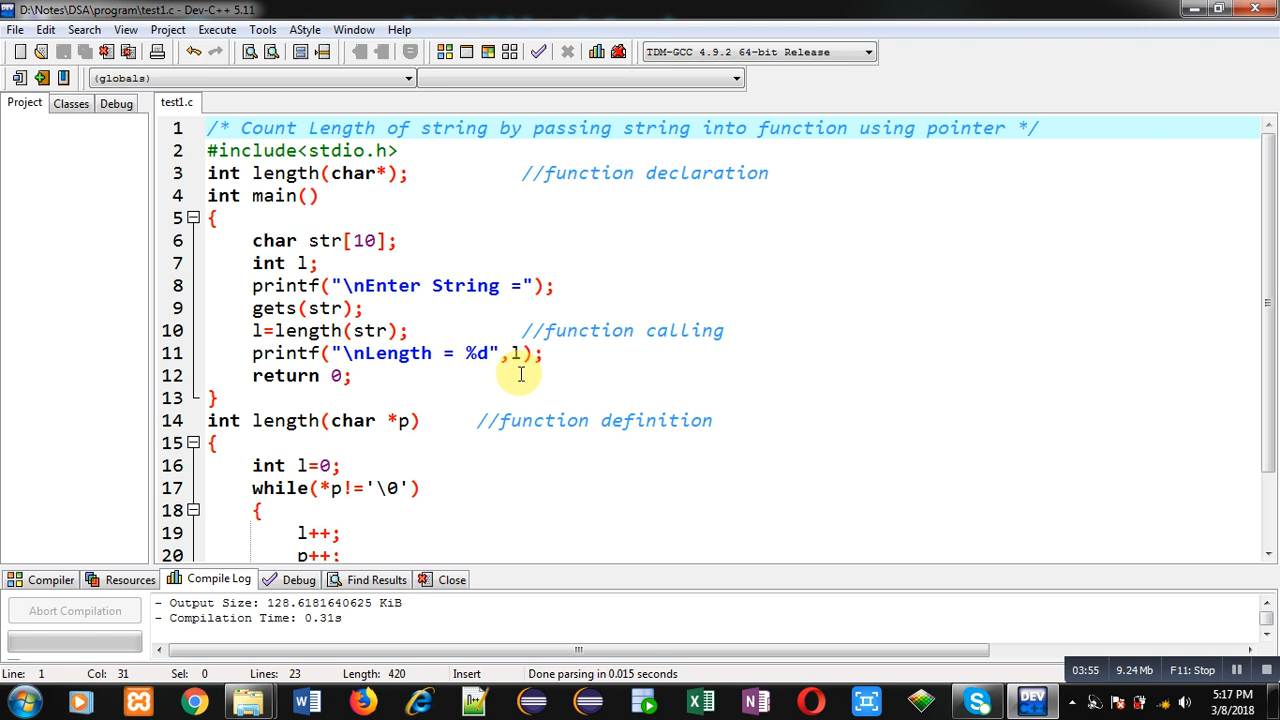 D:\Notes\DSA\program\test1.c - Dev-C++ 5.11
File Edit Search View Project Execute Tools AStyle Window Help
TDM-GCC 4.9.2 64-bit Release
(globals)
Project Classes Debug test1.c
1 /* Count Length of string by passing string into function using pointer */
2 #include<stdio.h>
3 int length(char*); //function declaration
4 int main()
5 {
6 char str[10];
7 int l;
8 printf("\nEnter String =");
9 gets(str);
10 l=length(str); //function calling
11 printf("\nLength = %d",l);
12 return 0;
13 }
14 int length(char *p) //function definition
15 {
16 int l=0;
17 while(*p!='\0')
18 {
19 l++;
20 p++;
Compiler Resources Compile Log Debug Find Results Close
Abort Compilation
- Output Size: 128.6181640625 KiB
- Compilation Time: 0.31s
Line: 1 Col: 31 Sel: 0 Lines: 23 Length: 420 Insert Done parsing in 0.015 seconds
03:55 9.24 Mb F11: Stop
DEV
5:17 PM
3/8/2018